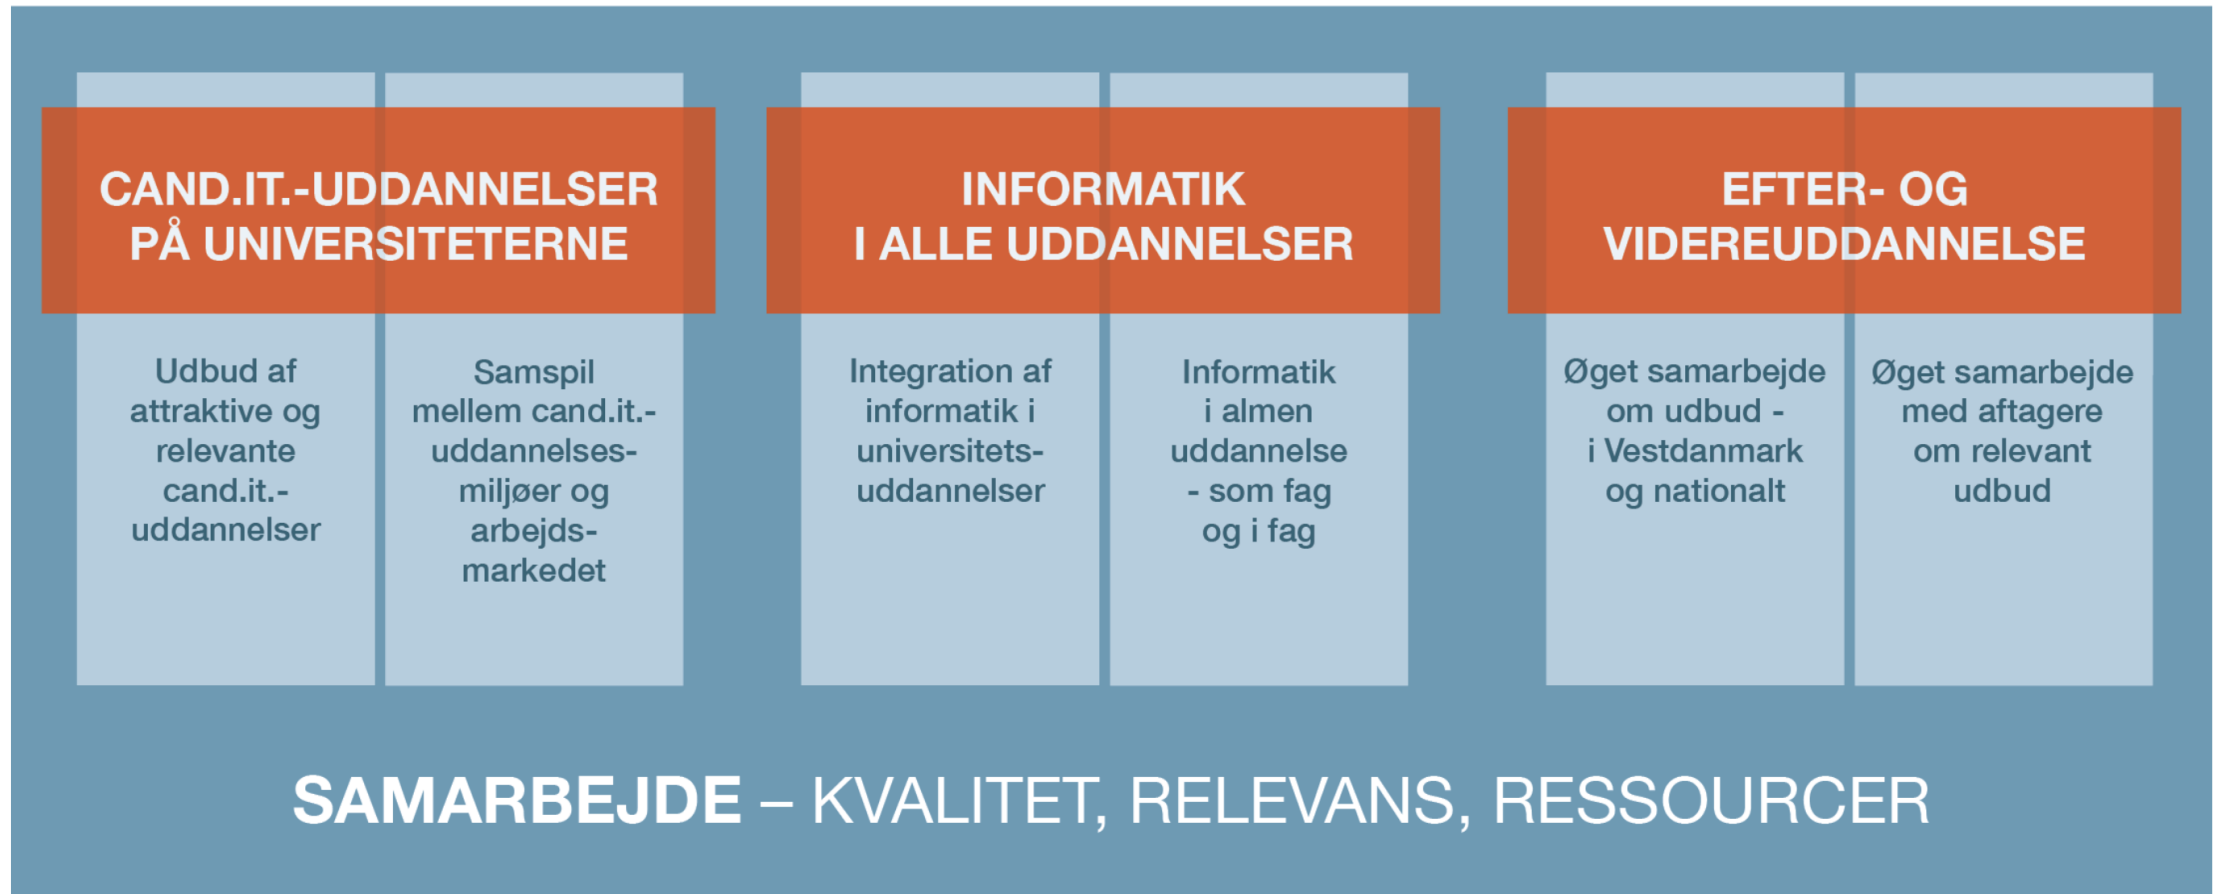 CAND.IT.-UDDANNELSER
PÅ UNIVERSITETERNE
Udbud af
attraktive og
relevante
cand.it.-
uddannelser
Samspil
mellem cand.it.-
uddannelses-
miljøer og
arbejds-
markedet
INFORMATIK
I ALLE UDDANNELSER
Integration af
informatik i
universitets-
uddannelser
Informatik
i almen
uddannelse
- som fag
og i fag
EFTER- OG
VIDEREUDDANNELSE
Øget samarbejde
om udbud -
i Vestdanmark
og nationalt
Øget samarbejde
med aftagere
om relevant
udbud
SAMARBEJDE – KVALITET, RELEVANS, RESSOURCER